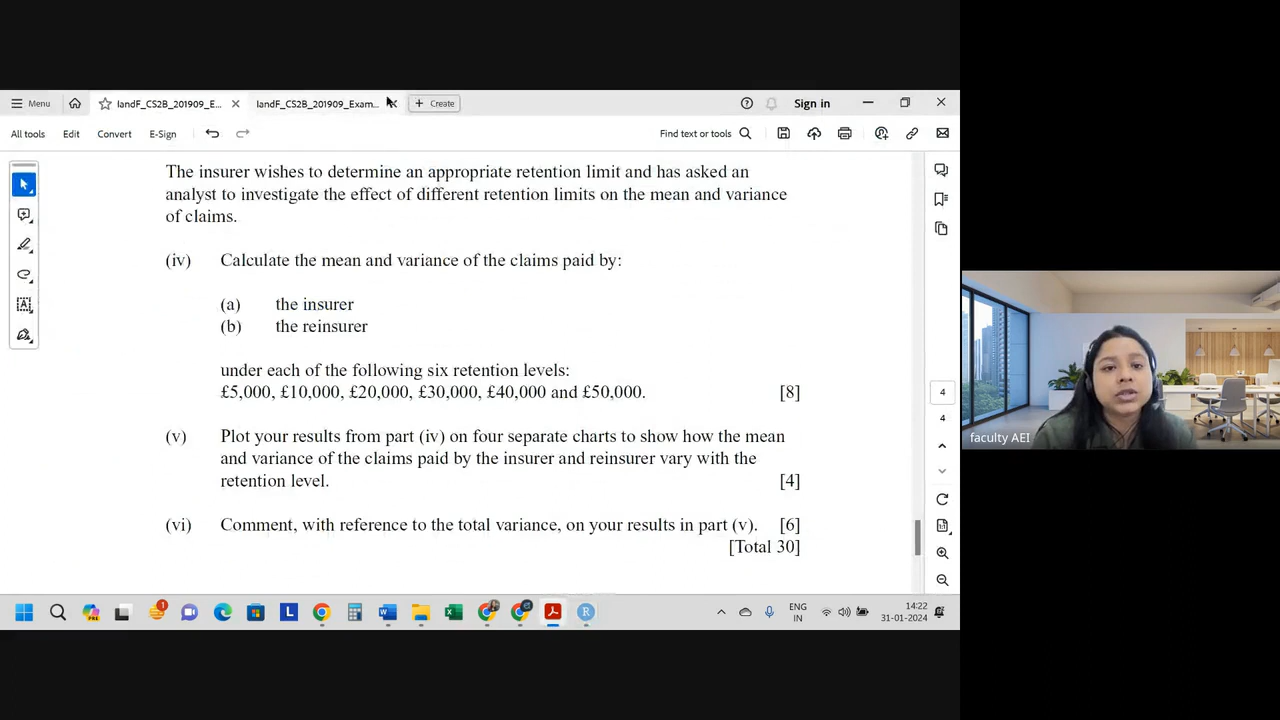 Menu
IandF_CS2B_201909_E...
IandF_CS2B_201909_Exam...
Create
Sign in
All tools
Edit
Convert
E-Sign
Find text or tools
The insurer wishes to determine an appropriate retention limit and has asked an
analyst to investigate the effect of different retention limits on the mean and variance
of claims.
(iv) Calculate the mean and variance of the claims paid by:
(a) the insurer
(b) the reinsurer
under each of the following six retention levels:
£5,000, £10,000, £20,000, £30,000, £40,000 and £50,000. [8]
(v) Plot your results from part (iv) on four separate charts to show how the mean
and variance of the claims paid by the insurer and reinsurer vary with the
retention level. [4]
(vi) Comment, with reference to the total variance, on your results in part (v). [6]
[Total 30]
4
4
faculty AEI
1
ENG
IN
14:22
31-01-2024